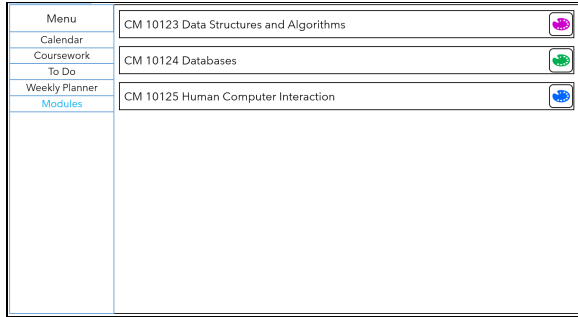 Menu
Calendar
Coursework
To Do
Weekly Planner
Modules
CM 10123 Data Structures and Algorithms
CM 10124 Databases
CM 10125 Human Computer Interaction